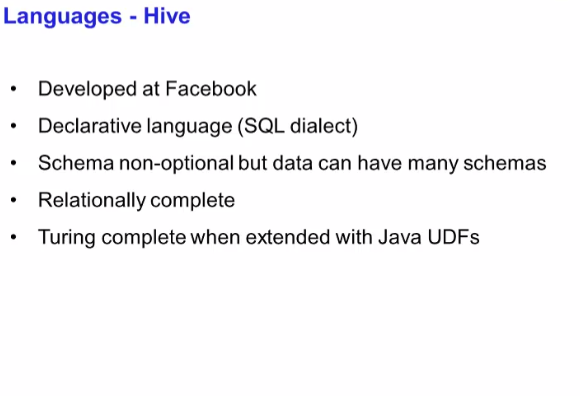 Languages - Hive
• Developed at Facebook
• Declarative language (SQL dialect)
• Schema non-optional but data can have many schemas
• Relationally complete
• Turing complete when extended with Java UDFs